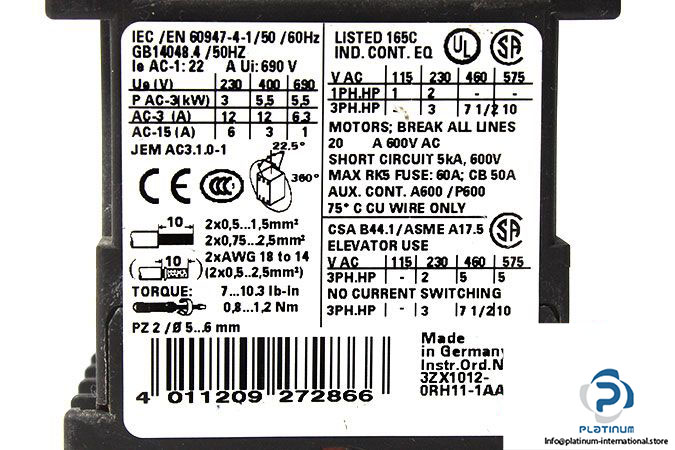 IEC /EN 60947-4-1/50 /60Hz
GB14048.4 /50HZ
Ie AC-1: 22 A Ui: 690 V
Ue (V) 230 400 690
P AC-3(kW) 3 5,5 5,5
AC-3 (A) 12 12 6,3
AC-15 (A) 6 3 1
JEM AC3.1.0-1
22.5°
360°
CE CCC
10 2x0,5...1,5mm²
2x0,75...2,5mm²
10 2xAWG 18 to 14
(2x0,5...2,5mm²)
TORQUE: 7...10.3 lb-in
0,8...1,2 Nm
PZ 2 / Ø 5...6 mm
LISTED 165C
IND. CONT. EQ
UL SA
V AC 115 230 460 575
1PH.HP 1 2 - -
3PH.HP - 3 7 1/2 10
MOTORS; BREAK ALL LINES
20 A 600V AC
SHORT CIRCUIT 5kA, 600V
MAX RK5 FUSE: 60A; CB 50A
AUX. CONT. A600 / P600
75° C CU WIRE ONLY
SA
CSA B44.1/ASME A17.5
ELEVATOR USE
V AC 115 230 460 575
3PH.HP - 2 5 5
NO CURRENT SWITCHING
3PH.HP - 3 7 1/2 10
4 011209 272866
Made
in Germany
Instr.Ord.N
3ZX1012-
0RH11-1AA
PLATINUM
Info@platinum-international.store